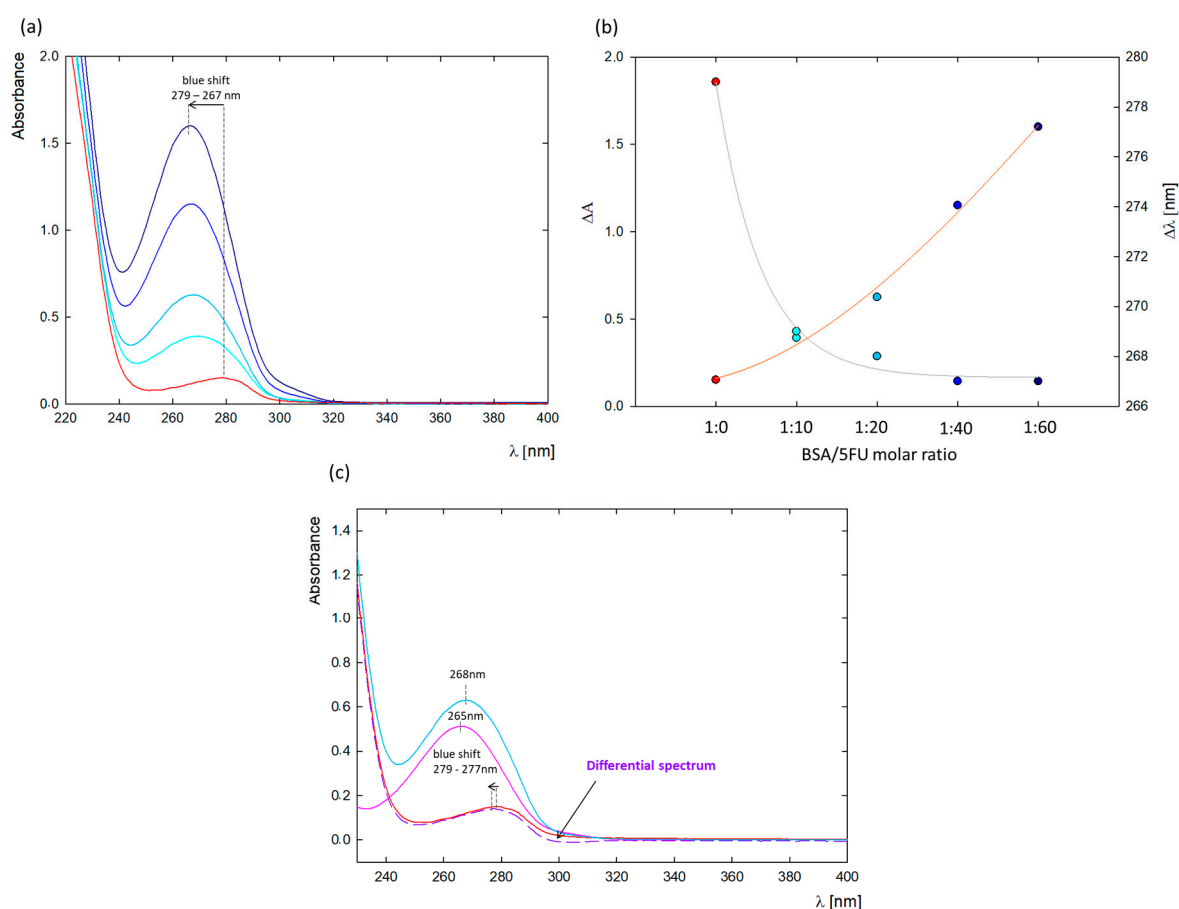 (a)
Absorbance
2.0
1.5
1.0
0.5
0.0
blue shift
279 – 267 nm
220 240 260 280 300 320 340 360 380 400
λ [nm]
(b)
ΔA
2.0
1.5
1.0
0.5
0.0
280
278
276
274
272
270
268
266
Δλ [nm]
1:0 1:10 1:20 1:40 1:60
BSA/5FU molar ratio
(c)
Absorbance
1.4
1.2
1.0
0.8
0.6
0.4
0.2
0.0
268nm
265nm
blue shift
279 - 277nm
Differential spectrum
240 260 280 300 320 340 360 380 400
λ [nm]